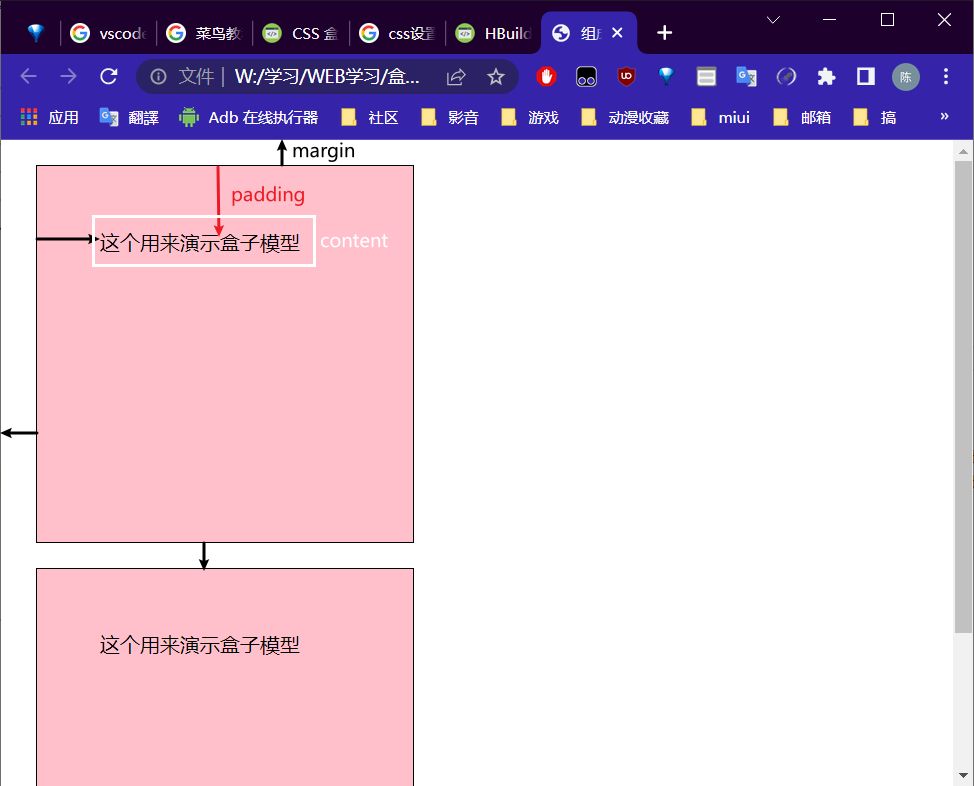 vscode 菜鸟教 CSS 盒 css设置 HBuild 组成
文件 | W:/学习/WEB学习/盒... 陈
应用 翻譯 Adb 在线执行器 社区 影音 游戏 动漫收藏 miui 邮箱 搞 »
margin
padding
这个用来演示盒子模型 content
这个用来演示盒子模型